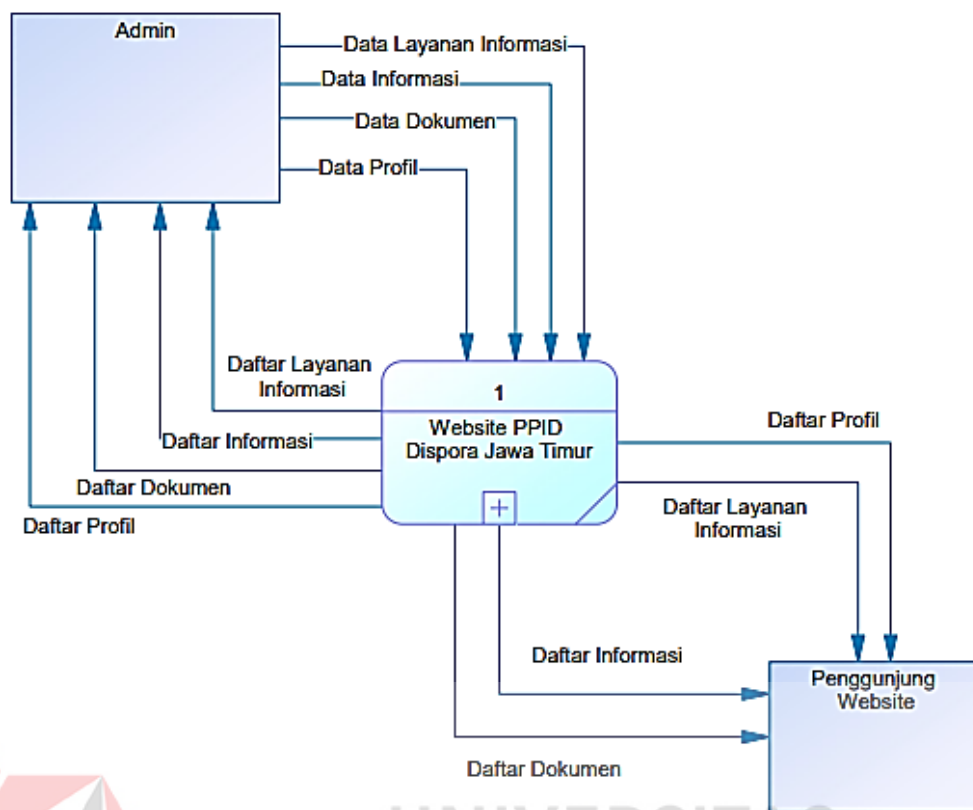 Admin
Data Layanan Informasi
Data Informasi
Data Dokumen
Data Profil
Daftar Layanan
Informasi
Daftar Informasi
Daftar Dokumen
Daftar Profil
1
Website PPID
Dispora Jawa Timur
Daftar Profil
Daftar Layanan
Informasi
Daftar Informasi
Daftar Dokumen
Penggunjung
Website